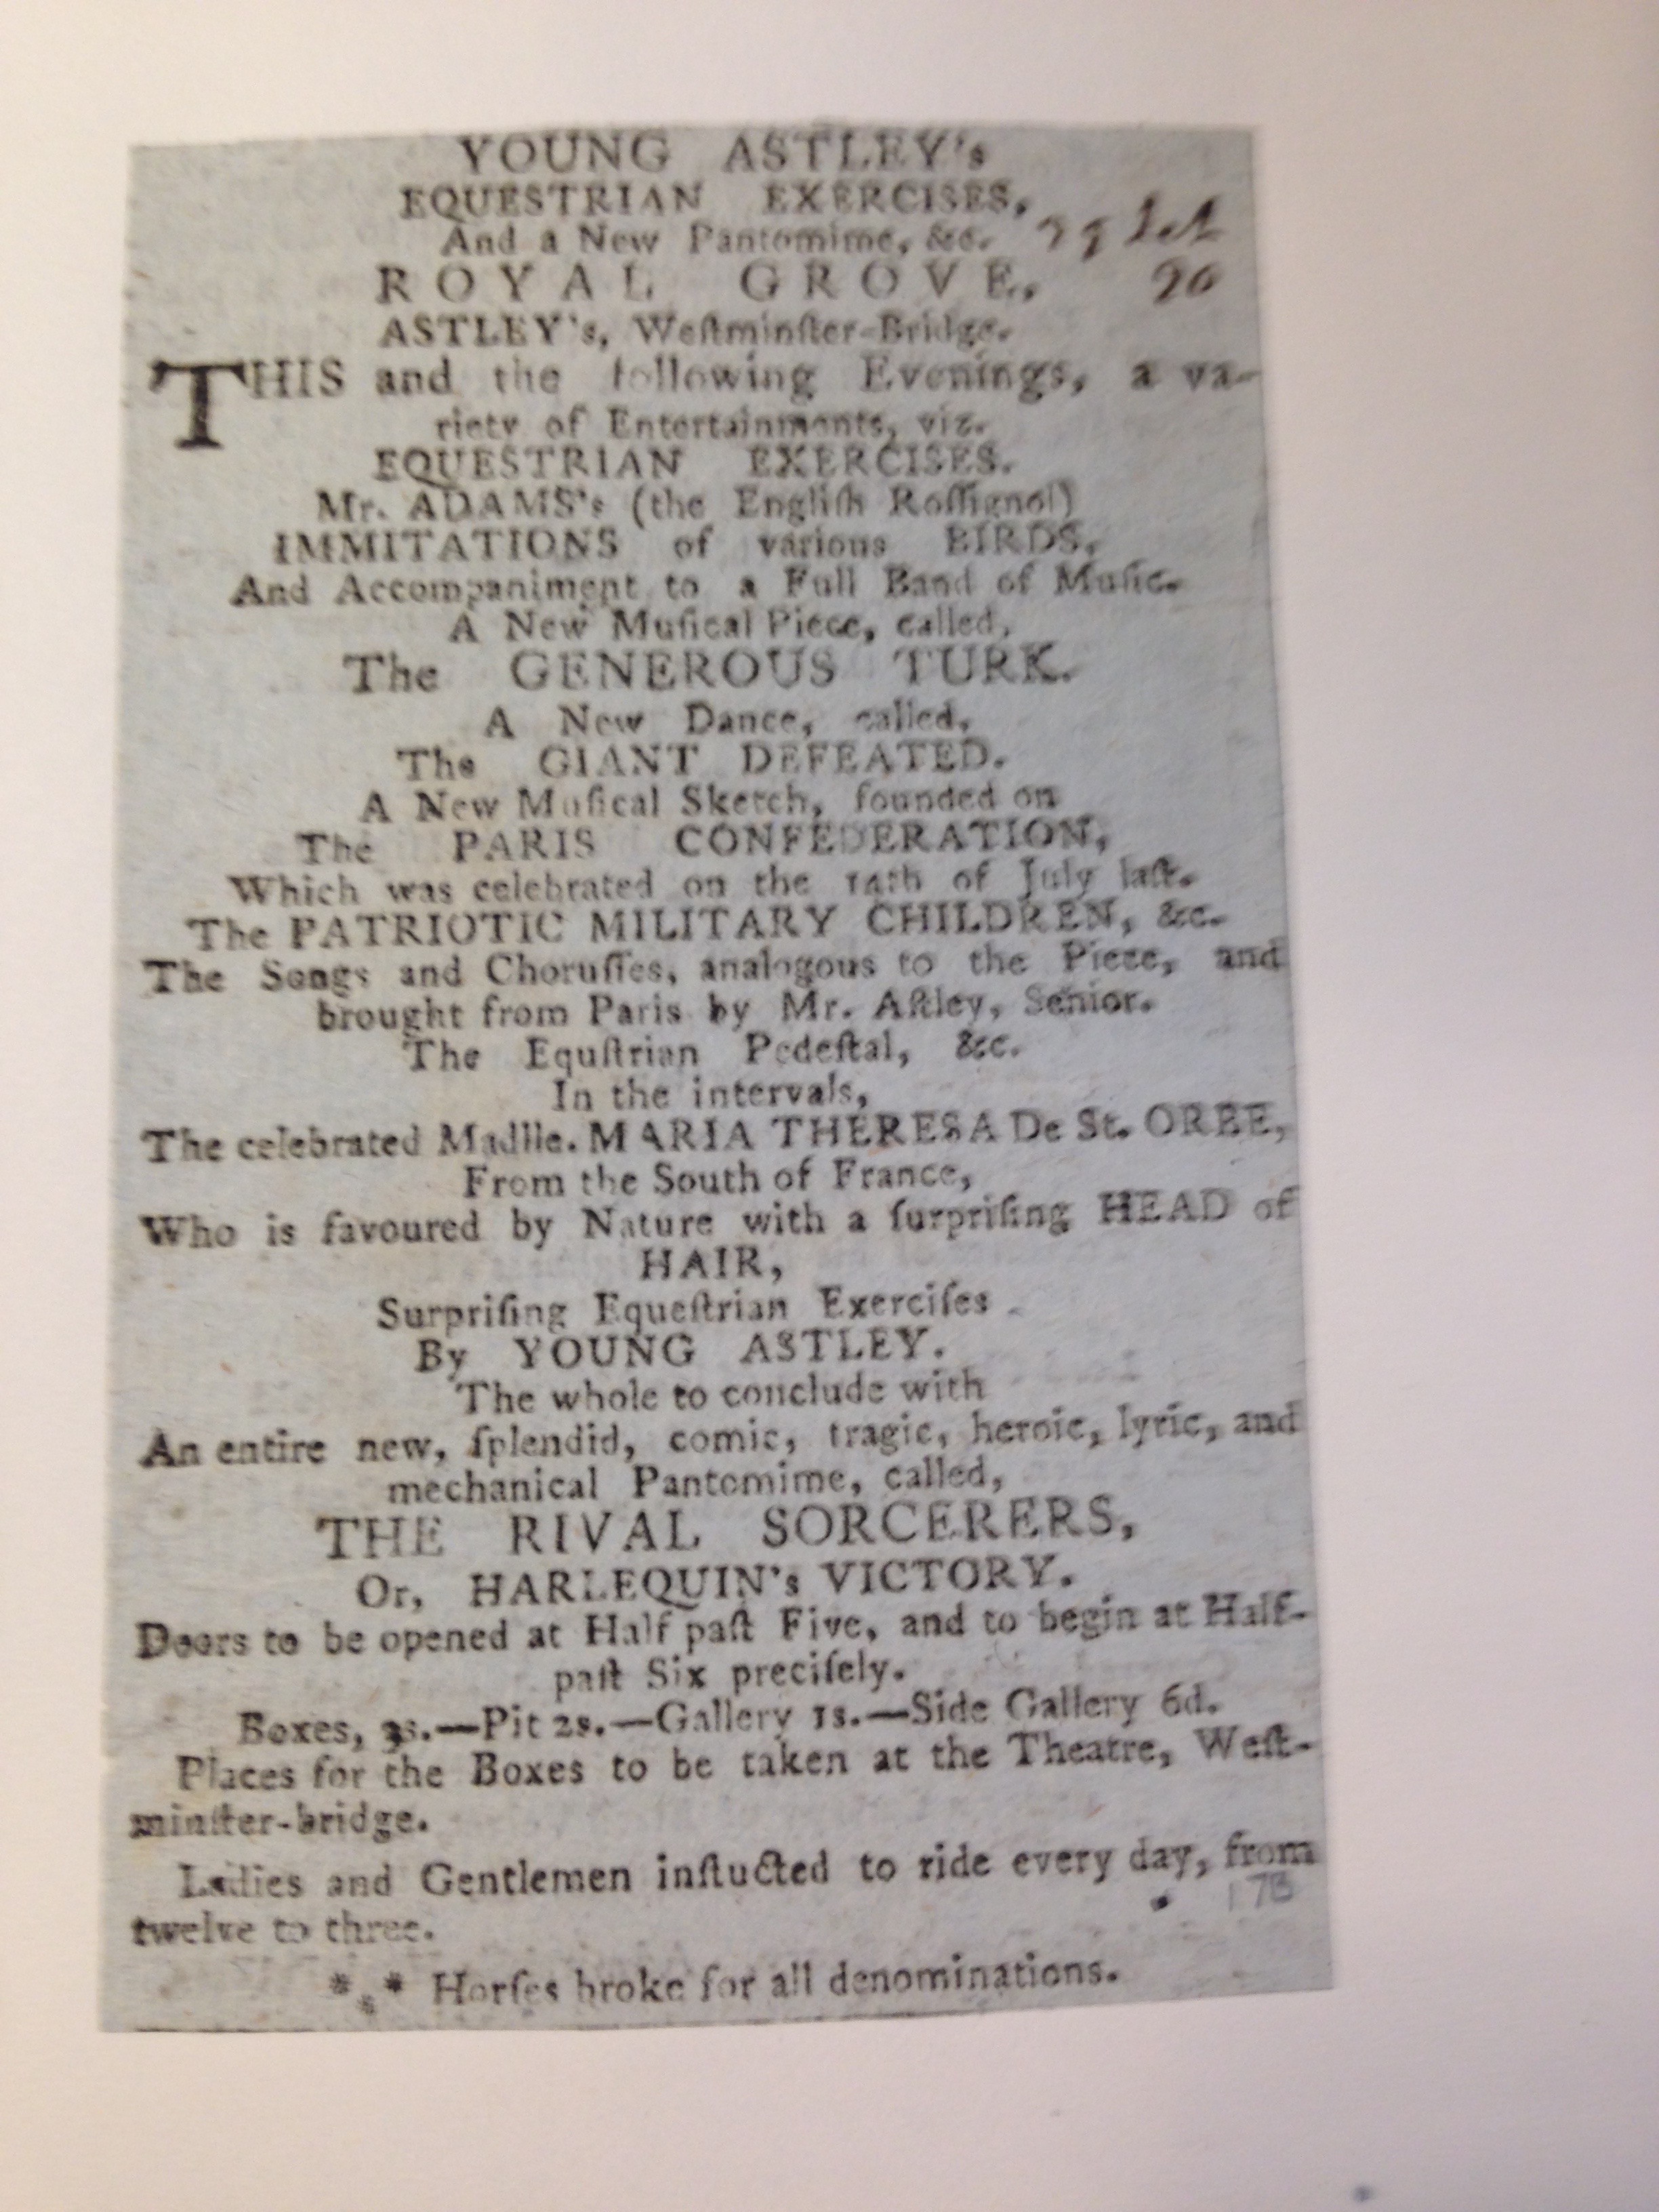 YOUNG ASTLEY's
EQUESTRIAN EXERCISES,
And a New Pantomime, &c.
ROYAL GROVE,
90
ASTLEY's, Weſtminſter-Bridge.
THIS and the following Evenings, a va-
riety of Entertainments, viz.
EQUESTRIAN EXERCISES.
Mr. ADAMS's (the Engliſh Roſſignol)
IMMITATIONS of various BIRDS,
And Accompaniment to a Full Band of Muſic.
A New Muſical Piece, called,
The GENEROUS TURK.
A New Dance, called,
The GIANT DEFEATED.
A New Muſical Sketch, founded on
The PARIS CONFEDERATION,
Which was celebrated on the 14th of July laſt.
The PATRIOTIC MILITARY CHILDREN, &c.
The Songs and Choruſſes, analogous to the Piece, and
brought from Paris by Mr. Aſtley, Senior.
The Equſtrian Pedeſtal, &c.
In the intervals,
The celebrated Madlle. MARIA THERESA De St. OREE,
From the South of France,
Who is favoured by Nature with a ſurpriſing HEAD of
HAIR,
Surpriſing Equeſtrian Exerciſes
By YOUNG ASTLEY.
The whole to conclude with
An entire new, ſplendid, comic, tragic, heroic, lyric, and
mechanical Pantomime, called,
THE RIVAL SORCERERS,
Or, HARLEQUIN's VICTORY.
Doors to be opened at Half paſt Five, and to begin at Half-
paſt Six preciſely.
Boxes, 3s.—Pit 2s.—Gallery 1s.—Side Gallery 6d.
Places for the Boxes to be taken at the Theatre, Weſt-
minſter-bridge.
Ladies and Gentlemen inſtucted to ride every day, from
twelve to three.
178
*⁎* Horſes broke for all denominations.